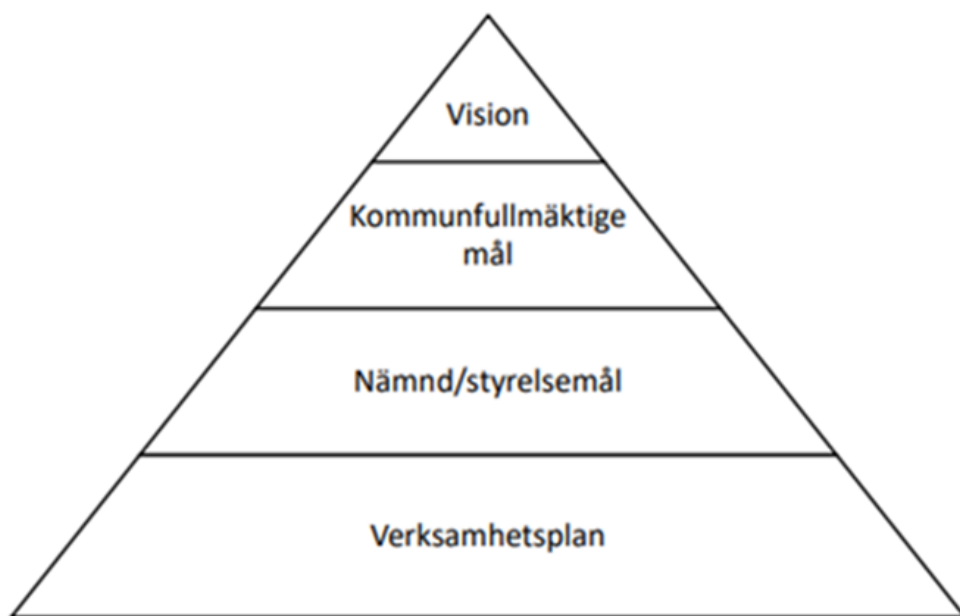 Vision
Kommunfullmäktige
mål
Nämnd/styrelsemål
Verksamhetsplan